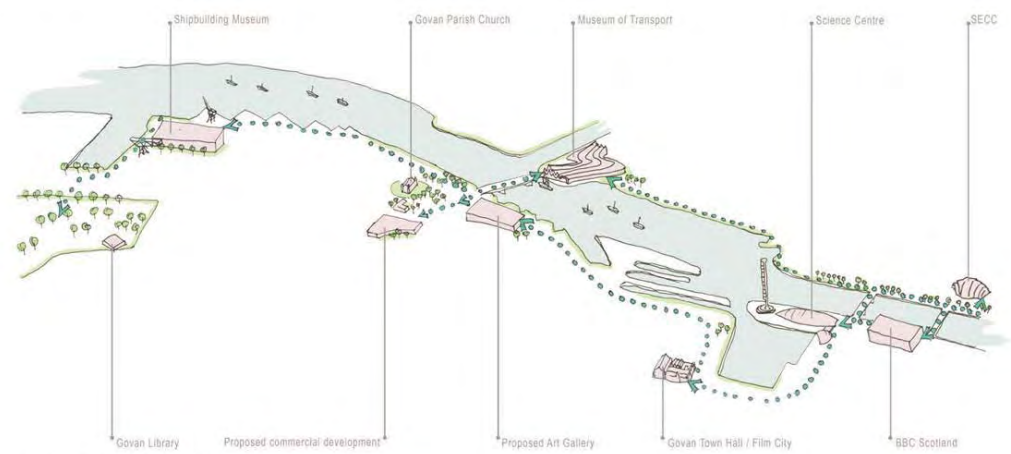 Shipbuilding Museum
Govan Parish Church
Museum of Transport
Science Centre
SECC
Govan Library
Proposed commercial development
Proposed Art Gallery
Govan Town Hall / Film City
BBC Scotland